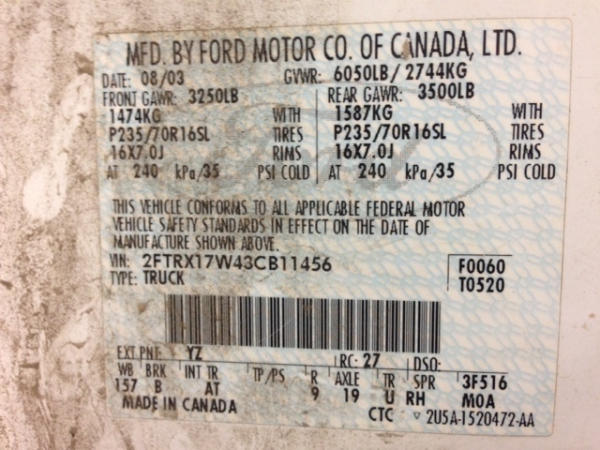 MFD. BY FORD MOTOR CO. OF CANADA, LTD.
DATE: 08/03 GVWR: 6050LB/2744KG
FRONT GAWR: 3250LB REAR GAWR: 3500LB
1474KG WITH 1587KG WITH
P235/70R16SL TIRES P235/70R16SL TIRES
16X7.0J RIMS 16X7.0J RIMS
AT 240 kPa/35 PSI COLD AT 240 kPa/35 PSI COLD
THIS VEHICLE CONFORMS TO ALL APPLICABLE FEDERAL MOTOR
VEHICLE SAFETY STANDARDS IN EFFECT ON THE DATE OF
MANUFACTURE SHOWN ABOVE.
VIN: 2FTRX17W43CB11456 F0060
TYPE: TRUCK T0520
EXT PNT: YZ RC: 27 DSO:
WB BRK INT TR TP/PS R AXLE TR SPR 3F516
157 B AT 9 19 U RH M0A
MADE IN CANADA CTC ▽ 2U5A-1520472-AA